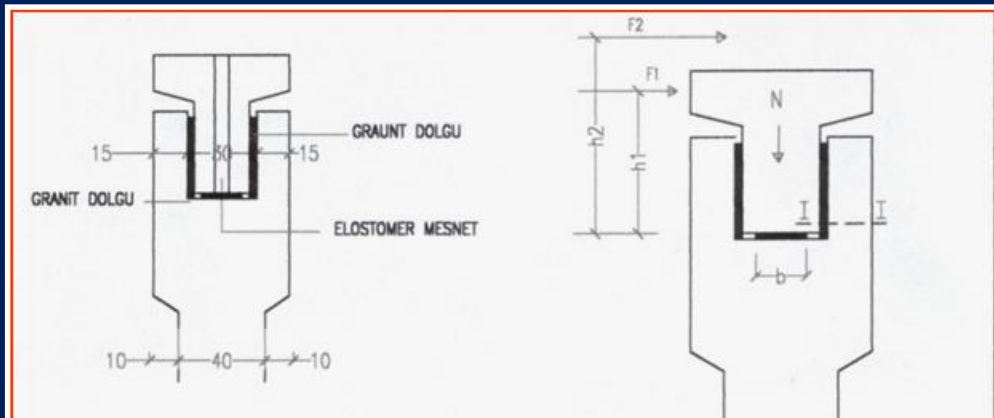 15 30 15
GRAUNT DOLGU
GRANIT DOLGU
ELOSTOMER MESNET
10 40 10
F2
F1
N
h2
h1
I I
b